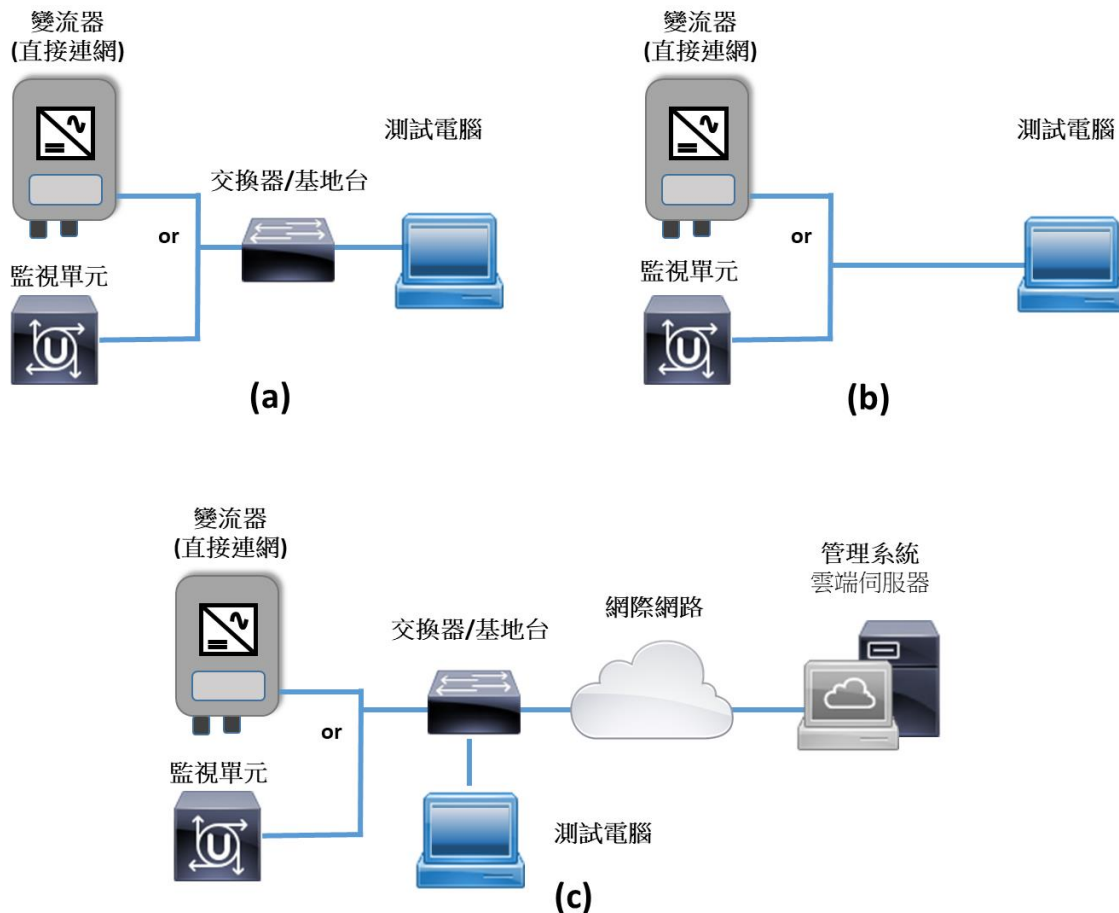 變流器
(直接連網)
測試電腦
交換器/基地台
or
監視單元
U
(a)
變流器
(直接連網)
測試電腦
or
監視單元
U
(b)
變流器
(直接連網)
管理系統
雲端伺服器
網際網路
交換器/基地台
or
監視單元
U
測試電腦
(c)